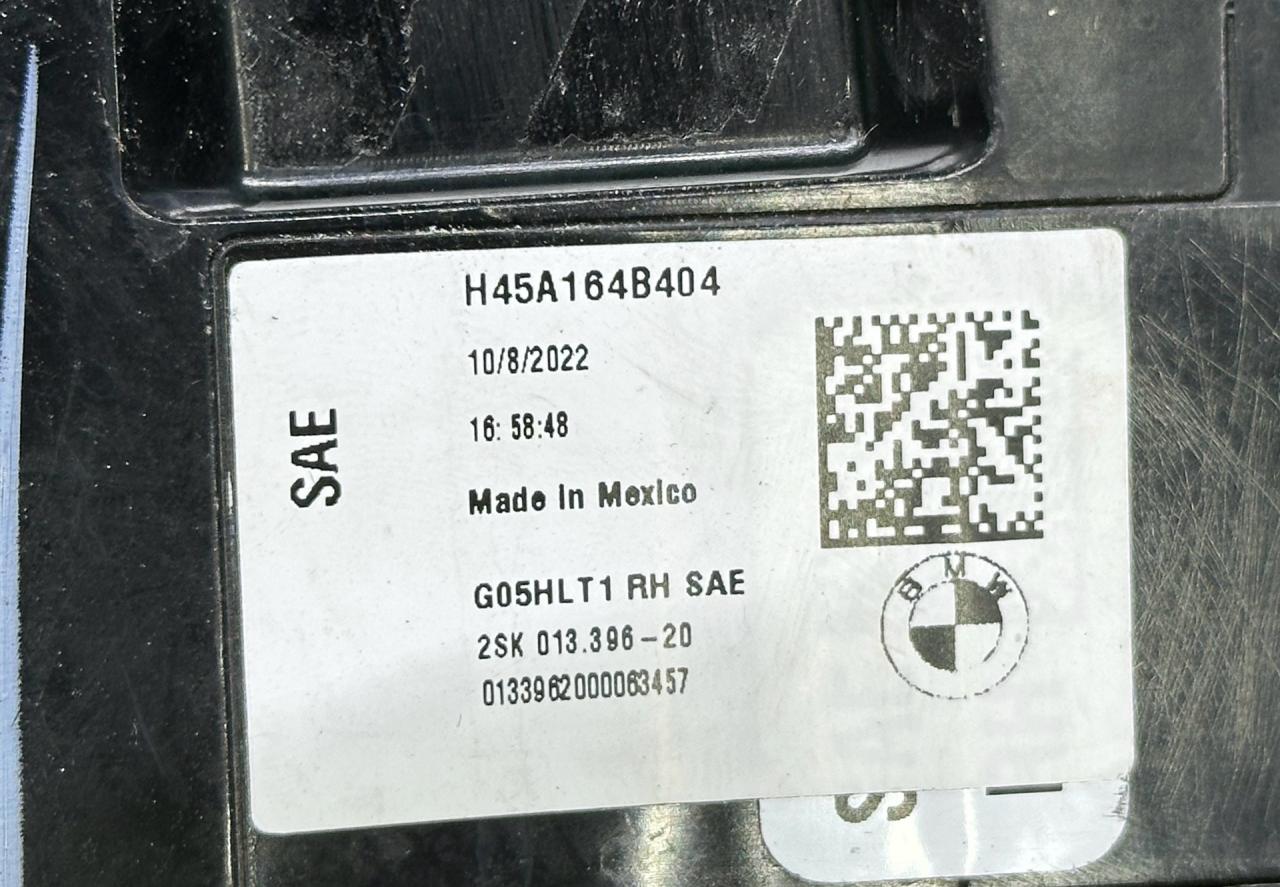 H45A164B404
10/8/2022
16:58:48
SAE
Made In Mexico
G05HLT1 RH SAE
2SK 013.396-20
0133962000063457
BMW